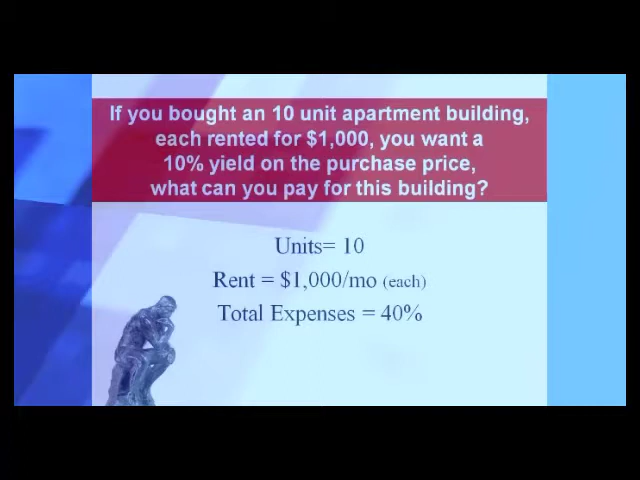 If you bought an 10 unit apartment building,
each rented for $1,000, you want a
10% yield on the purchase price,
what can you pay for this building?
Units= 10
Rent = $1,000/mo (each)
Total Expenses = 40%